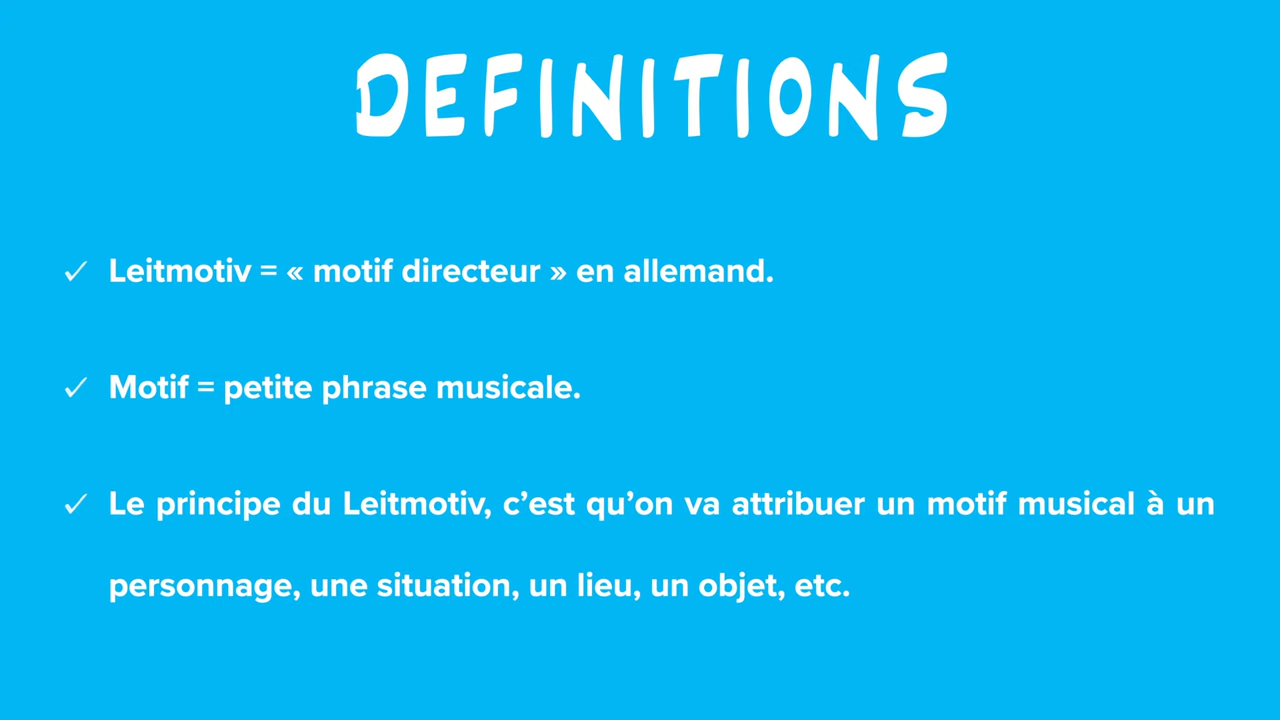 DEFINITIONS
✓ Leitmotiv = « motif directeur » en allemand.
✓ Motif = petite phrase musicale.
✓ Le principe du Leitmotiv, c’est qu’on va attribuer un motif musical à un
personnage, une situation, un lieu, un objet, etc.